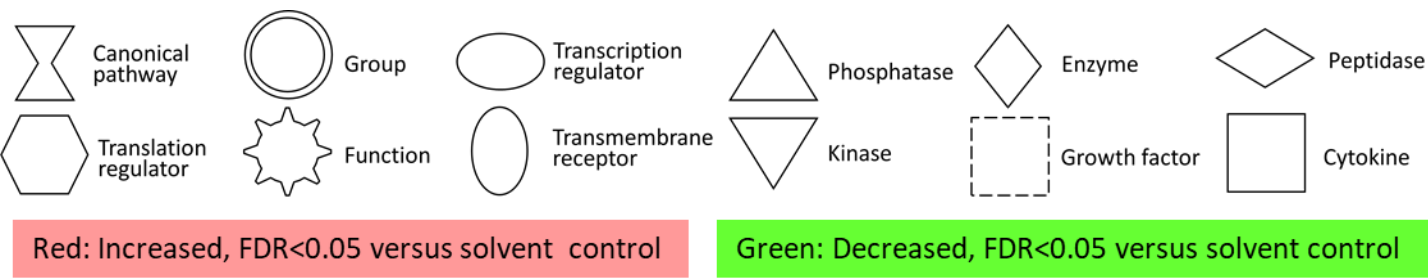 Canonical
pathway
Group
Transcription
regulator
Phosphatase
Enzyme
Peptidase
Translation
regulator
Function
Transmembrane
receptor
Kinase
Growth factor
Cytokine
Red: Increased, FDR<0.05 versus solvent control
Green: Decreased, FDR<0.05 versus solvent control